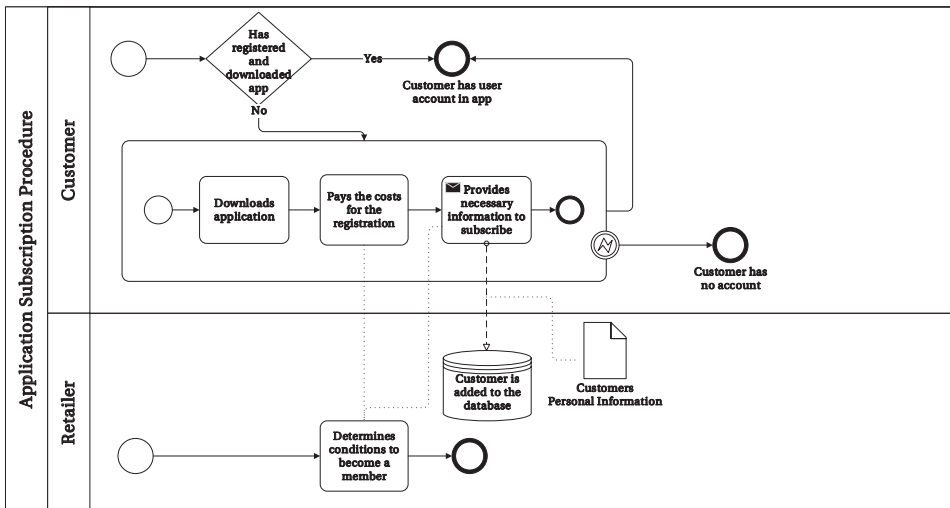 Application Subscription Procedure
Customer
Has
registered
and
downloaded
app
Yes
No
Customer has user
account in app
Downloads
application
Pays the costs
for the
registration
Provides
necessary
information to
subscribe
Customer has
no account
Retailer
Customer is
added to the
database
Customers
Personal Information
Determines
conditions to
become a
member